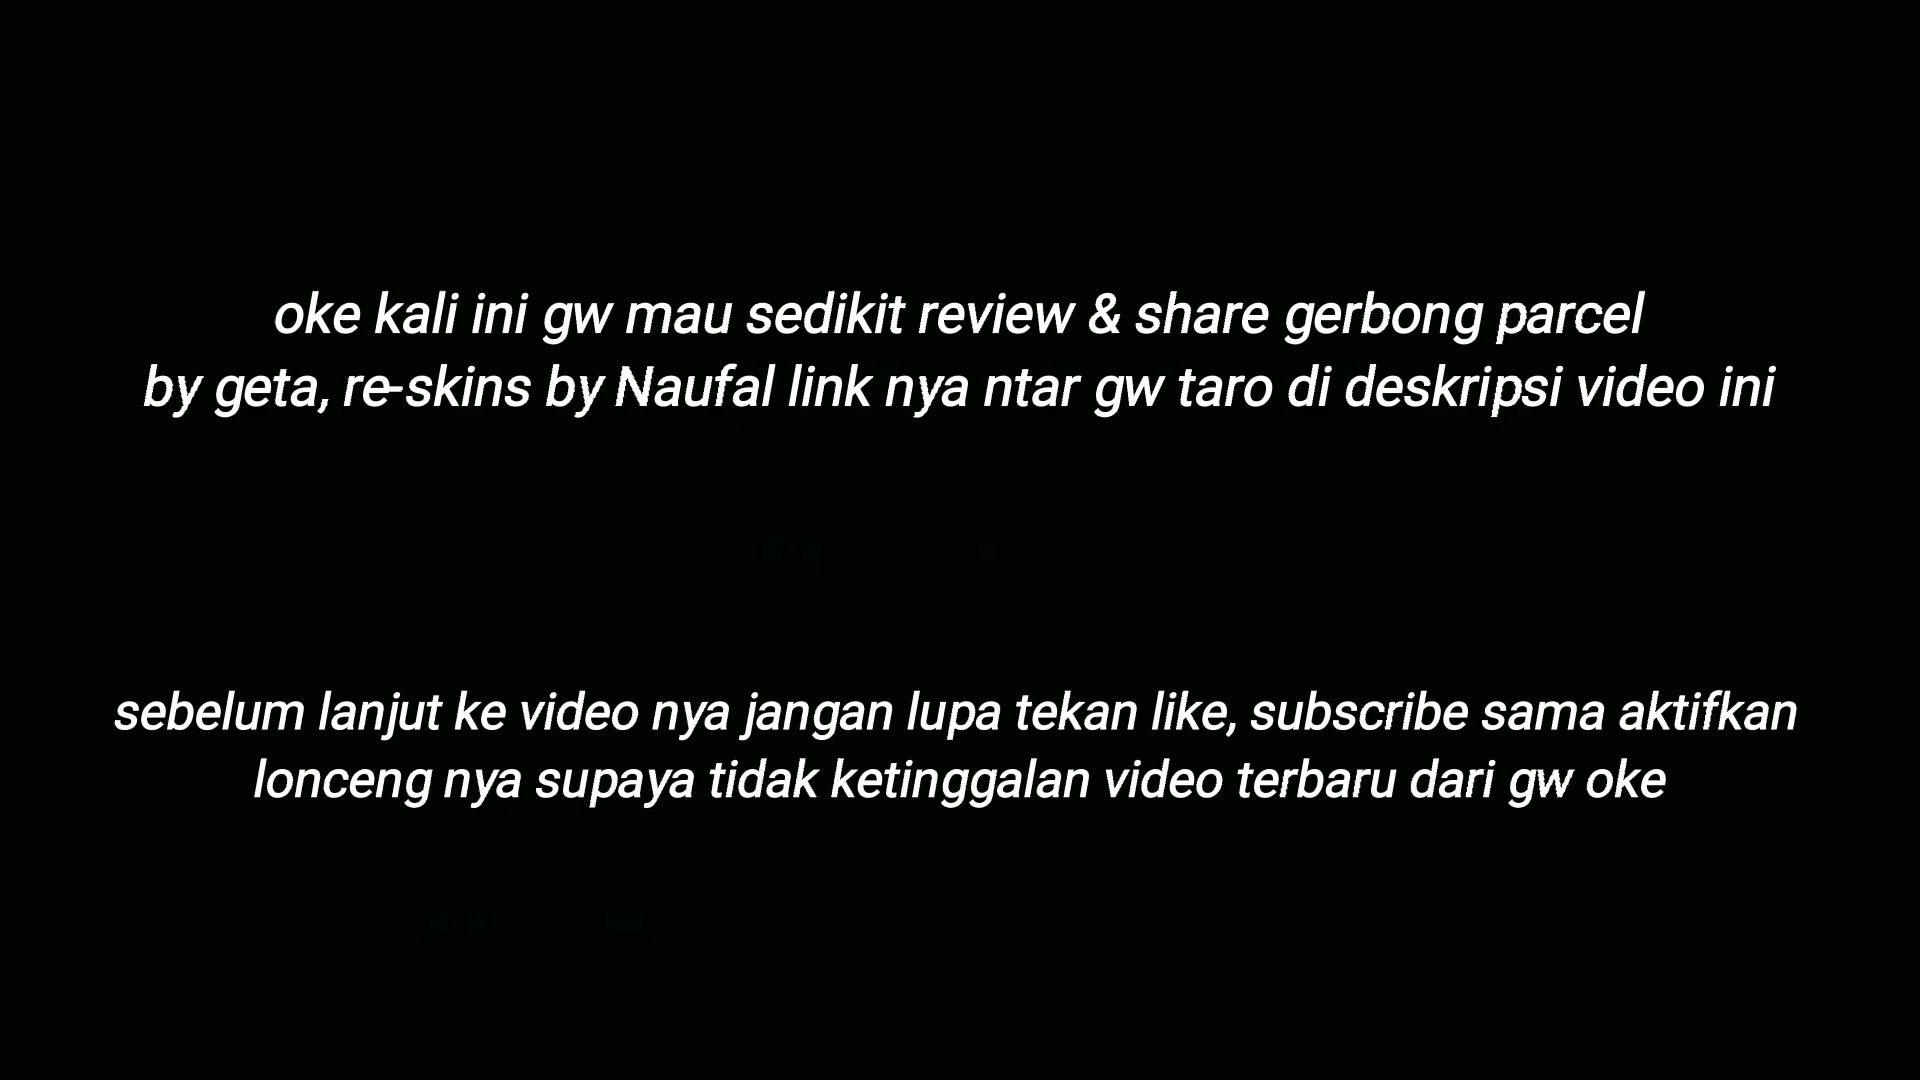 oke kali ini gw mau sedikit review & share gerbong parcel
by geta, re-skins by Naufal link nya ntar gw taro di deskripsi video ini
sebelum lanjut ke video nya jangan lupa tekan like, subscribe sama aktifkan
lonceng nya supaya tidak ketinggalan video terbaru dari gw oke